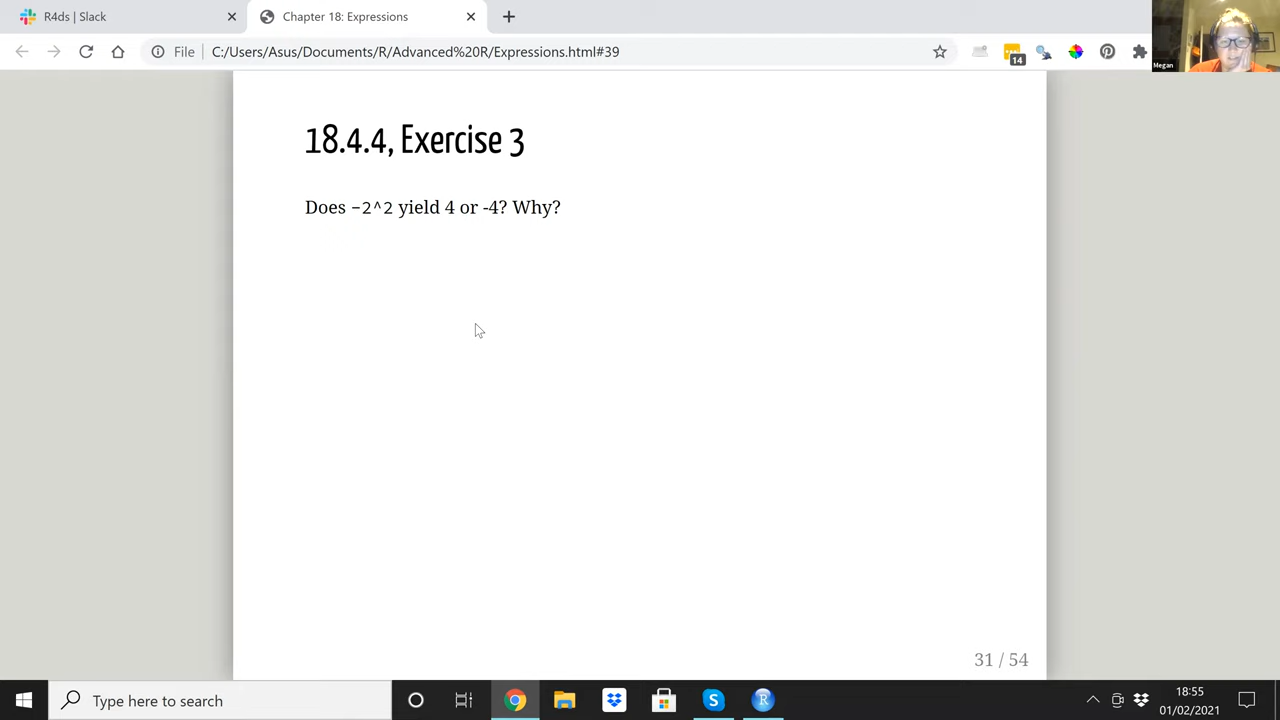 R4ds | Slack
Chapter 18: Expressions
File
C:/Users/Asus/Documents/R/Advanced%20R/Expressions.html#39
14
Megan
18.4.4, Exercise 3
Does -2^2 yield 4 or -4? Why?
31 / 54
Type here to search
S
R
18:55
01/02/2021